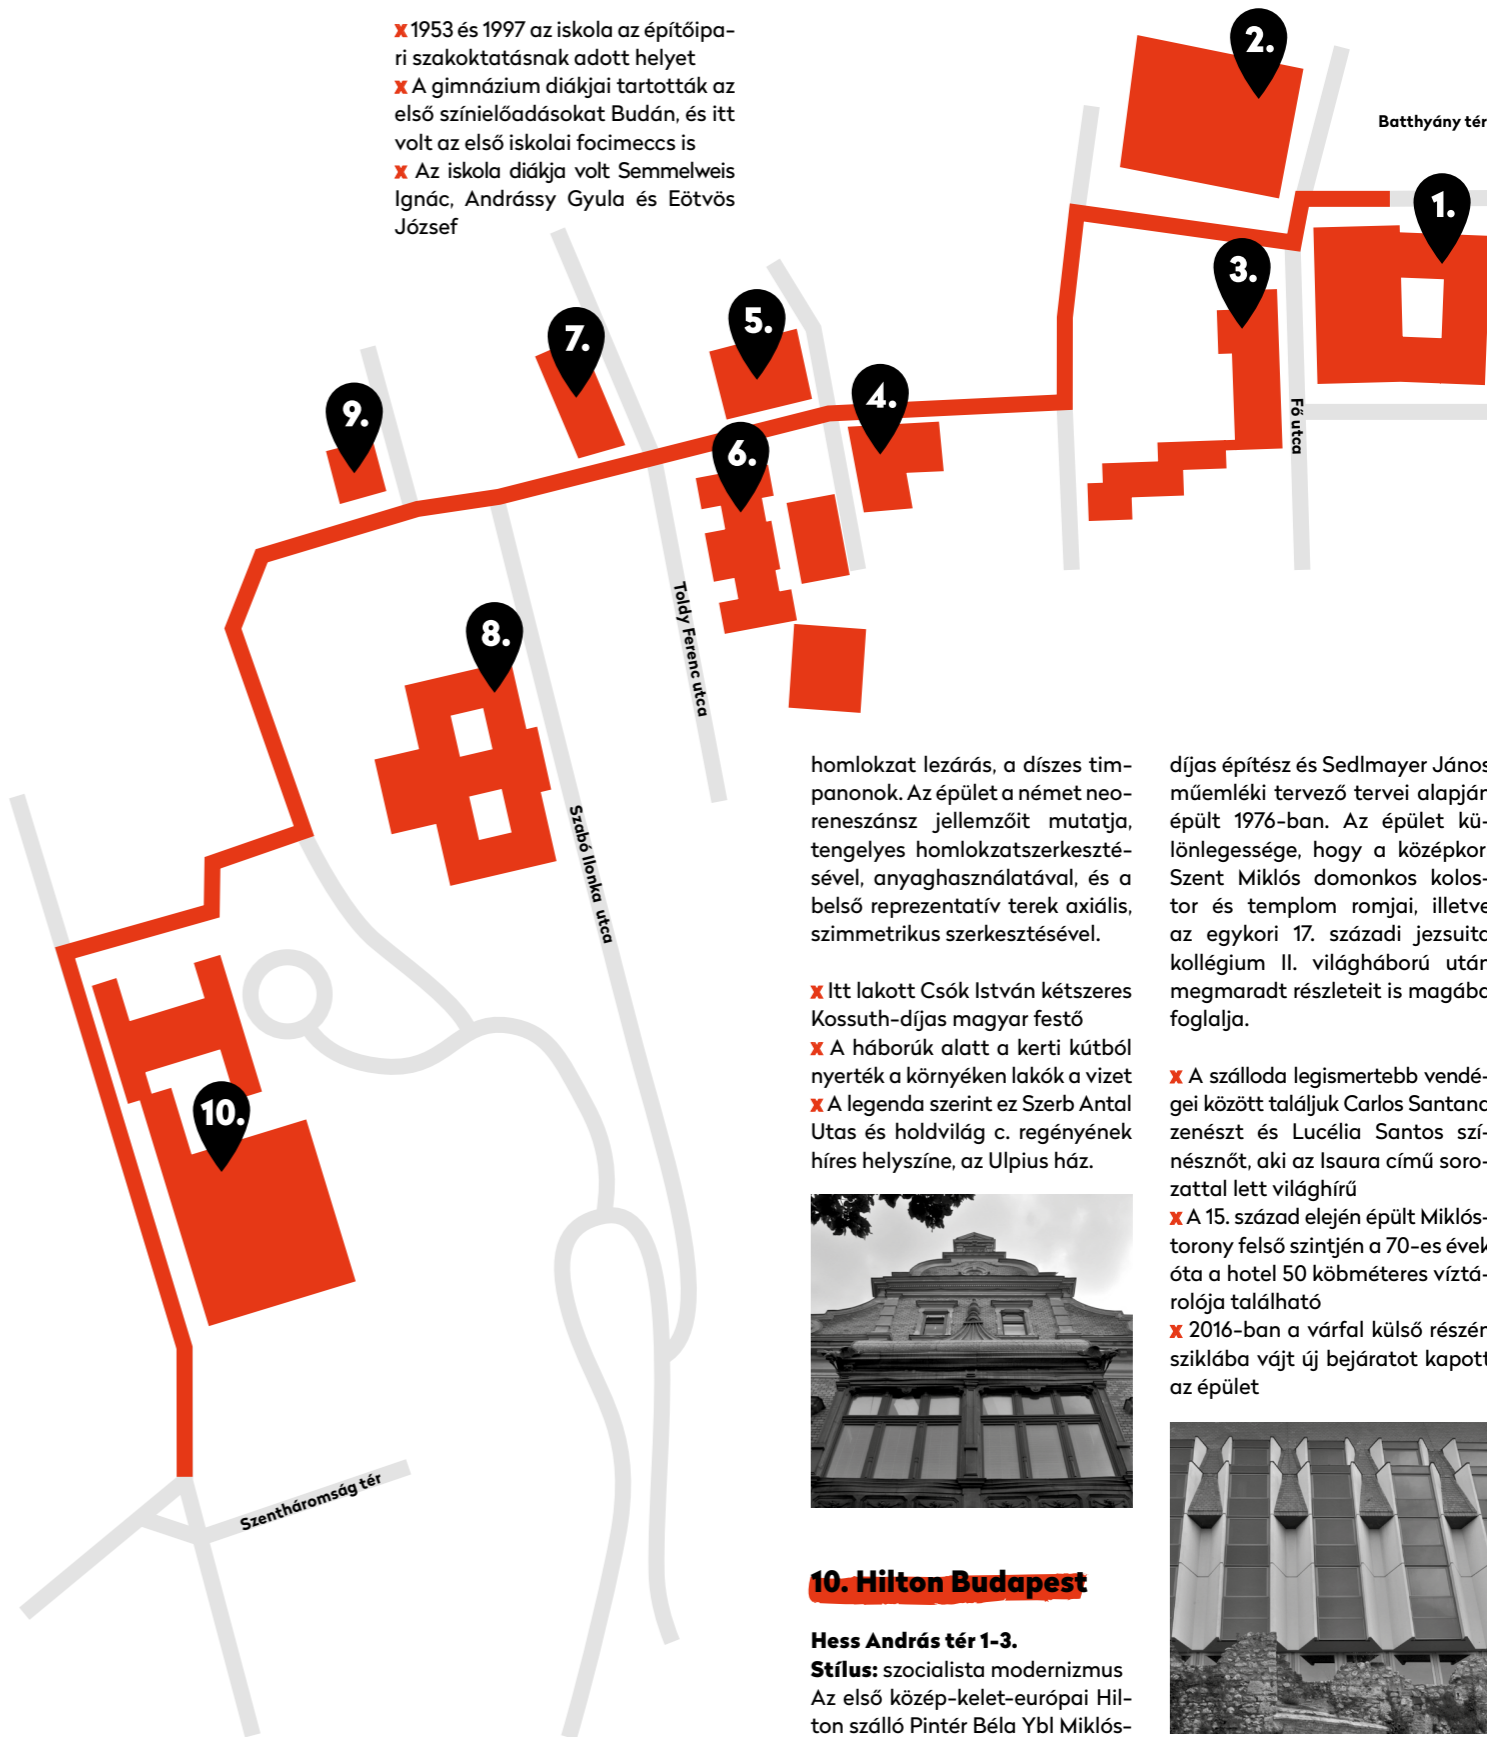 x 1953 és 1997 az iskola az építőipa-
ri szakoktatásnak adott helyet
x A gimnázium diákjai tartották az
első színielőadásokat Budán, és itt
volt az első iskolai focimeccs is
x Az iskola diákja volt Semmelweis
Ignác, Andrássy Gyula és Eötvös
József
2.
Batthyány tér
1.
3.
5.
7.
4.
9.
6.
Fő utca
8.
Toldy Ferenc utca
Szabó Ilonka utca
10.
Szentháromság tér
homlokzat lezárás, a díszes tim-
panonok. Az épület a német neo-
reneszánsz jellemzőit mutatja,
tengelyes homlokzatszerkeszté-
sével, anyaghasználatával, és a
belső reprezentatív terek axiális,
szimmetrikus szerkesztésével.
x Itt lakott Csók István kétszeres
Kossuth-díjas magyar festő
x A háborúk alatt a kerti kútból
nyerték a környéken lakók a vizet
x A legenda szerint ez Szerb Antal
Utas és holdvilág c. regényének
híres helyszíne, az Ulpius ház.
10. Hilton Budapest
Hess András tér 1-3.
Stílus: szocialista modernizmus
Az első közép-kelet-európai Hil-
ton szálló Pintér Béla Ybl Miklós-
díjas építész és Sedlmayer János
műemléki tervező tervei alapján
épült 1976-ban. Az épület kü-
lönlegessége, hogy a középkor
Szent Miklós domonkos kolos-
tor és templom romjai, illetve
az egykori 17. századi jezsuita
kollégium II. világháború után
megmaradt részleteit is magába
foglalja.
x A szálloda legismertebb vendé-
gei között találjuk Carlos Santana
zenészt és Lucélia Santos szí-
nésznőt, aki az Isaura című soro-
zattal lett világhírű
x A 15. század elején épült Miklós-
torony felső szintjén a 70-es évek
óta a hotel 50 köbméteres víztá-
rolója található
x 2016-ban a várfal külső részén
sziklába vájt új bejáratot kapott
az épület